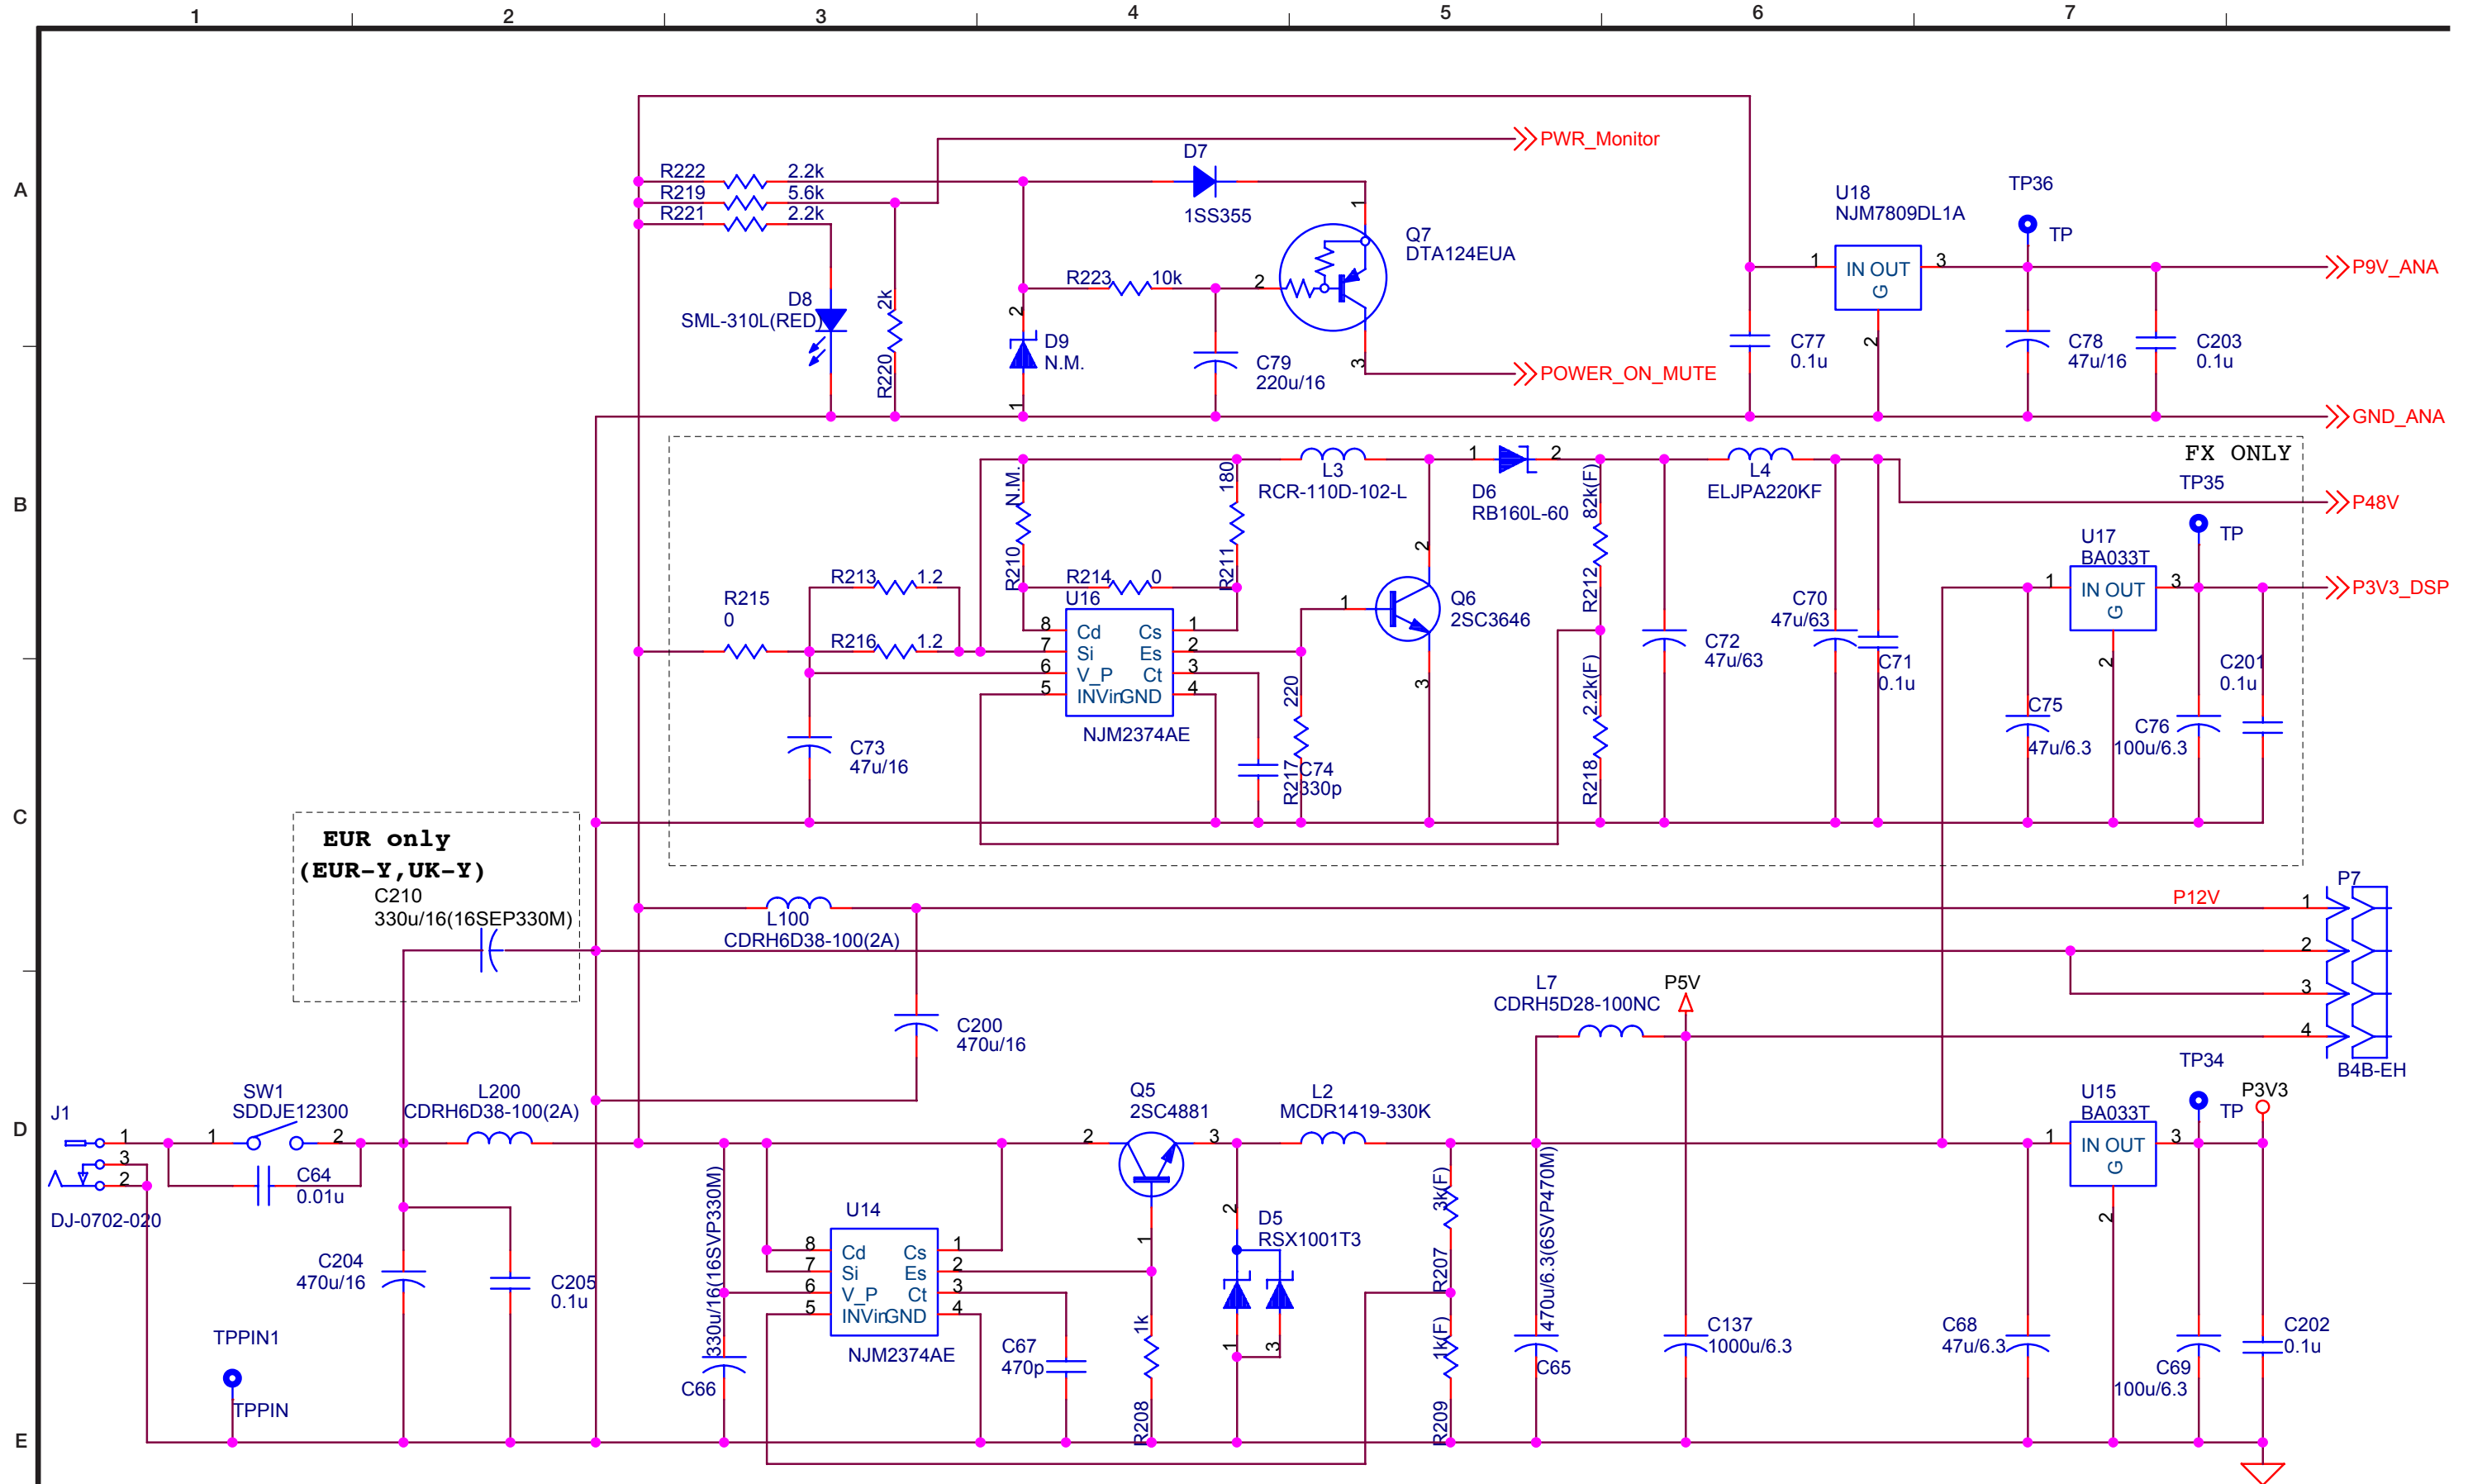 1 2 3 4 5 6 7
A
B
C
D
E
PWR_Monitor
R222 2.2k
R219 5.6k
R221 2.2k
D7
1SS355
1
Q7
DTA124EUA
2
3
R223 10k
D8
SML-310L(RED)
2k
R220
2
D9
N.M.
1
C79
220u/16
POWER_ON_MUTE
U18
NJM7809DL1A
1 IN OUT 3
G
2
TP36
TP
P9V_ANA
C77
0.1u
C78
47u/16
C203
0.1u
GND_ANA
FX ONLY
N.M.
R210
180
R211
L3
RCR-110D-102-L
1 2
D6
RB160L-60
82k(F)
R212
L4
ELJPA220KF
P48V
TP35
TP
U17
BA033T
1 IN OUT 3
G
2
P3V3_DSP
R215
0
R213 1.2
R216 1.2
R214 0
U16
8 Cd Cs 1
7 Si Es 2
6 V_P Ct 3
5 INVinGND 4
NJM2374AE
1
2
3
Q6
2SC3646
C73
47u/16
220
R217
C74
330p
2.2k(F)
R218
C72
47u/63
C70
47u/63
C71
0.1u
C75
47u/6.3
C76
100u/6.3
C201
0.1u
EUR only
(EUR-Y,UK-Y)
C210
330u/16(16SEP330M)
L100
CDRH6D38-100(2A)
P12V
P7
1
2
3
4
B4B-EH
C200
470u/16
L7
CDRH5D28-100NC
P5V
J1
1
3
2
DJ-0702-020
SW1
SDDJE12300
1 2
C64
0.01u
L200
CDRH6D38-100(2A)
C204
470u/16
C205
0.1u
TPPIN1
TPPIN
330u/16(16SVP330M)
C66
U14
8 Cd Cs 1
7 Si Es 2
6 V_P Ct 3
5 INVinGND 4
NJM2374AE
C67
470p
Q5
2SC4881
2 3
1
1k
R208
L2
MCDR1419-330K
2
D5
RSX1001T3
1 3
3k(F)
R207
1k(F)
R209
470u/6.3(6SVP470M)
C65
C137
1000u/6.3
TP34
TP
P3V3
U15
BA033T
1 IN OUT 3
G
2
C68
47u/6.3
C69
100u/6.3
C202
0.1u